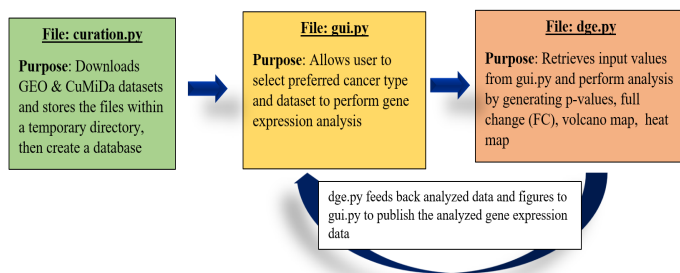 File: curation.py
Purpose: Downloads
GEO & CuMiDa datasets
and stores the files within
a temporary directory,
then create a database
File: gui.py
Purpose: Allows user to
select preferred cancer type
and dataset to perform gene
expression analysis
File: dge.py
Purpose: Retrieves input values
from gui.py and perform analysis
by generating p-values, full
change (FC), volcano map, heat
map
dge.py feeds back analyzed data and figures to
gui.py to publish the analyzed gene expression
data